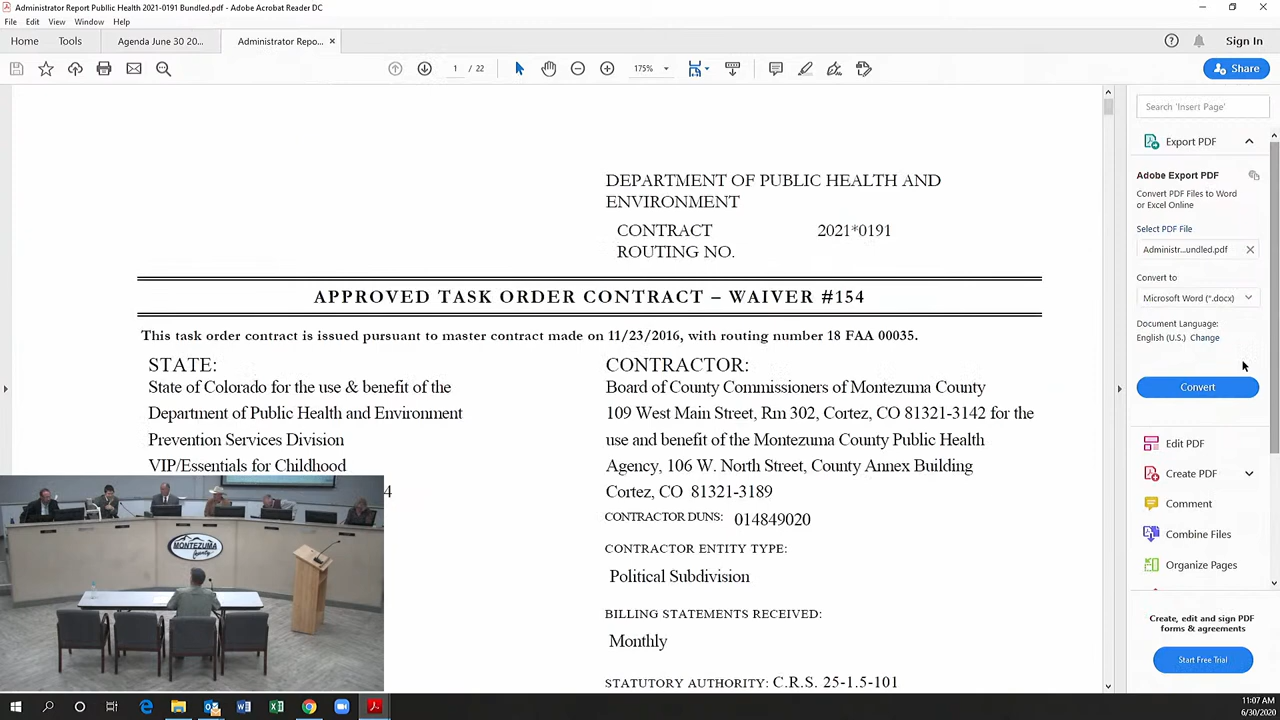 Administrator Report Publlic Health 2021-0191 Bundled.pdf - Adobe Acrobat Reader DC
File Edit View Window Help
Home Tools Agenda June 30 20... Administrator Repo... × Sign In
1 / 22 175% Share
Search 'Insert Page'
Export PDF
Adobe Export PDF
Convert PDF Files to Word
or Excel Online
Select PDF File
Administr...undled.pdf
Convert to
Microsoft Word (*.docx)
Document Language:
English (U.S.) Change
Convert
Edit PDF
Create PDF
Comment
Combine Files
Organize Pages
Create, edit and sign PDF
forms & agreements
Start Free Trial
DEPARTMENT OF PUBLIC HEALTH AND
ENVIRONMENT
CONTRACT 2021*0191
ROUTING NO.
APPROVED TASK ORDER CONTRACT – WAIVER #154
This task order contract is issued pursuant to master contract made on 11/23/2016, with routing number 18 FAA 00035.
STATE:
State of Colorado for the use & benefit of the
Department of Public Health and Environment
Prevention Services Division
VIP/Essentials for Childhood
4
CONTRACTOR:
Board of County Commissioners of Montezuma County
109 West Main Street, Rm 302, Cortez, CO 81321-3142 for the
use and benefit of the Montezuma County Public Health
Agency, 106 W. North Street, County Annex Building
Cortez, CO 81321-3189
CONTRACTOR DUNS: 014849020
CONTRACTOR ENTITY TYPE:
Political Subdivision
BILLING STATEMENTS RECEIVED:
Monthly
STATUTORY AUTHORITY: C.R.S. 25-1.5-101
MONTEZUMA
County
11:07 AM
6/30/2020